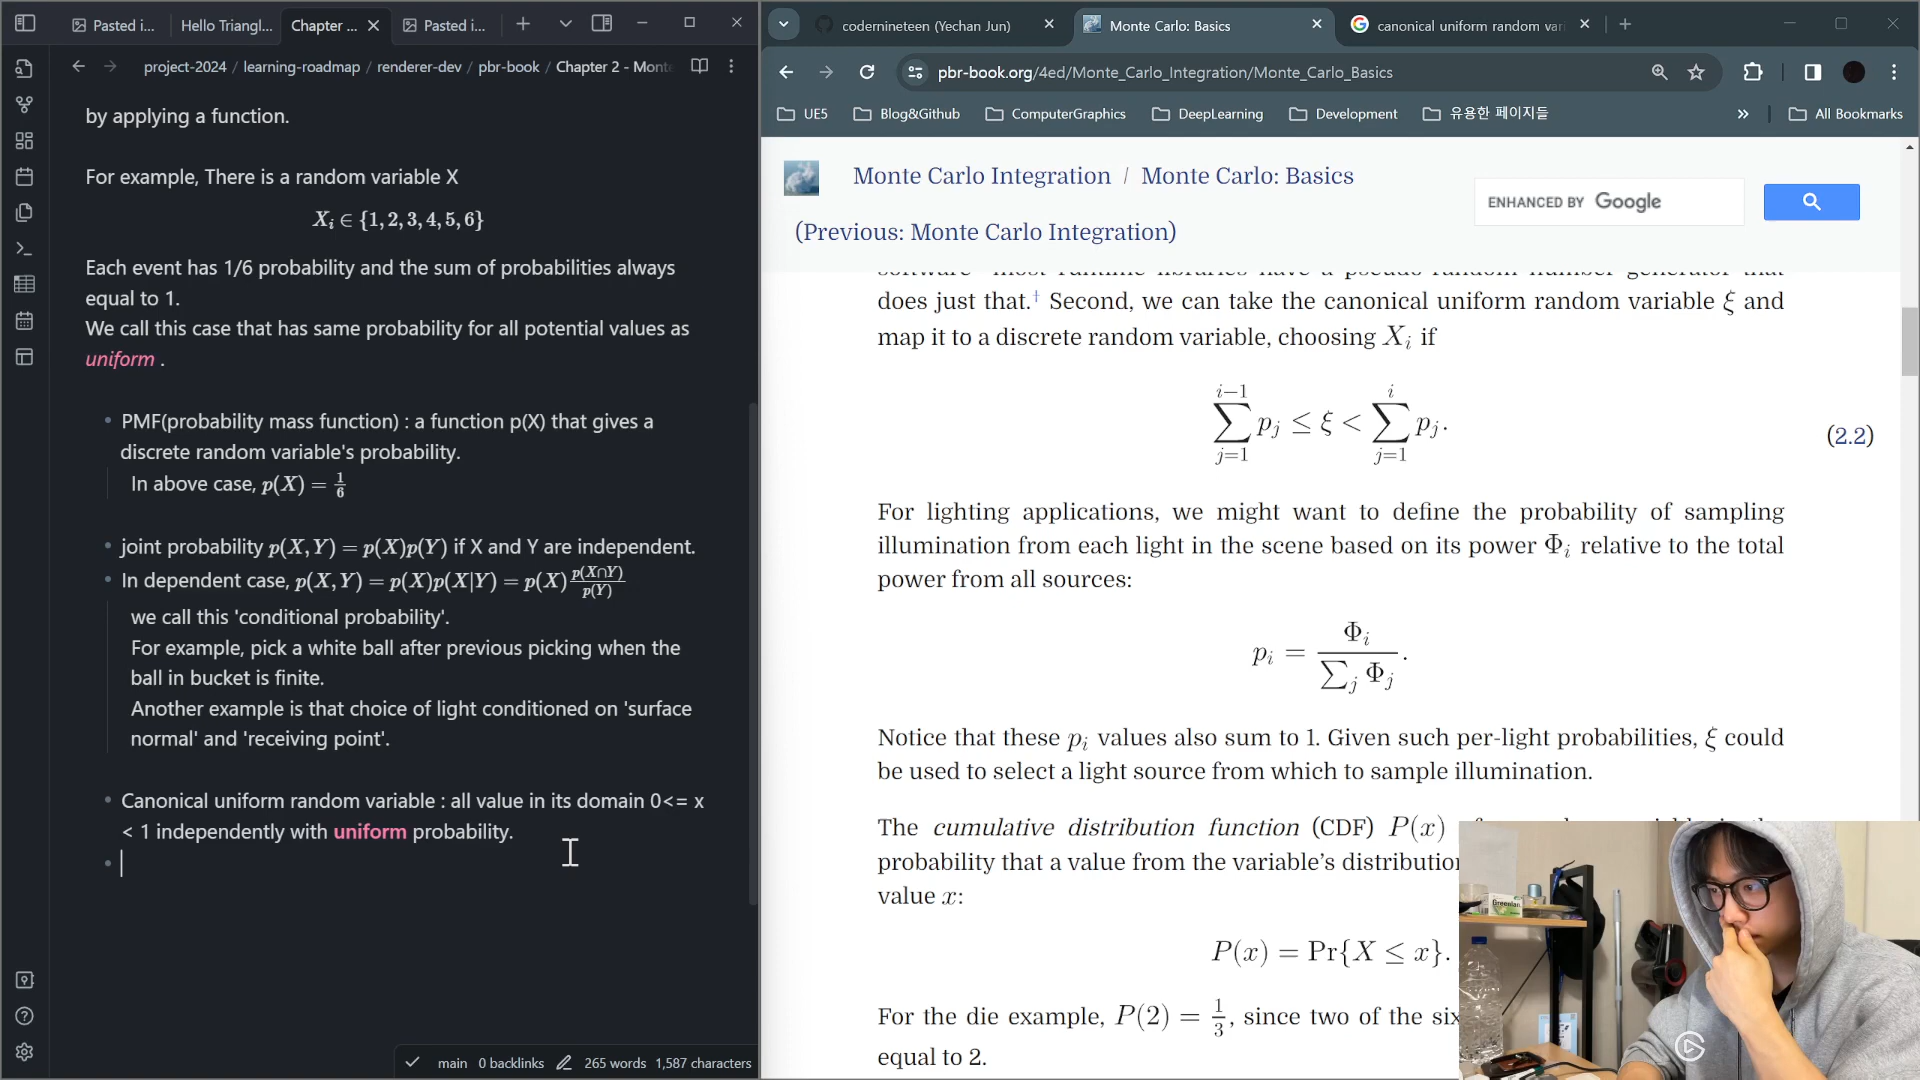 Pasted i...
Hello Triangl...
Chapter ...
Pasted i...
project-2024 / learning-roadmap / renderer-dev / pbr-book / Chapter 2 - Monte
by applying a function.
For example, There is a random variable X
Xᵢ ∈ {1, 2, 3, 4, 5, 6}
Each event has 1/6 probability and the sum of probabilities always
equal to 1.
We call this case that has same probability for all potential values as
uniform .
PMF(probability mass function) : a function p(X) that gives a
discrete random variable's probability.
In above case, p(X) = 1/6
joint probability p(X, Y) = p(X)p(Y) if X and Y are independent.
In dependent case, p(X, Y) = p(X)p(X|Y) = p(X) p(X∩Y)/p(Y)
we call this 'conditional probability'.
For example, pick a white ball after previous picking when the
ball in bucket is finite.
Another example is that choice of light conditioned on 'surface
normal' and 'receiving point'.
Canonical uniform random variable : all value in its domain 0<= x
< 1 independently with uniform probability.
main 0 backlinks 265 words 1,587 characters
codernineteen (Yechan Jun)
Monte Carlo: Basics
canonical uniform random var
pbr-book.org/4ed/Monte_Carlo_Integration/Monte_Carlo_Basics
UE5 Blog&Github ComputerGraphics DeepLearning Development 유용한 페이지들 » All Bookmarks
Monte Carlo Integration / Monte Carlo: Basics
ENHANCED BY Google
(Previous: Monte Carlo Integration)
software—most runtime libraries have a pseudo-random number generator that
does just that.† Second, we can take the canonical uniform random variable ξ and
map it to a discrete random variable, choosing Xᵢ if
∑_{j=1}^{i−1} pⱼ ≤ ξ < ∑_{j=1}^{i} pⱼ.
(2.2)
For lighting applications, we might want to define the probability of sampling
illumination from each light in the scene based on its power Φᵢ relative to the total
power from all sources:
pᵢ = Φᵢ / ∑ⱼ Φⱼ.
Notice that these pᵢ values also sum to 1. Given such per-light probabilities, ξ could
be used to select a light source from which to sample illumination.
The cumulative distribution function (CDF) P(x)
probability that a value from the variable's distribution
value x:
P(x) = Pr{X ≤ x}.
For the die example, P(2) = 1/3, since two of the six
equal to 2.